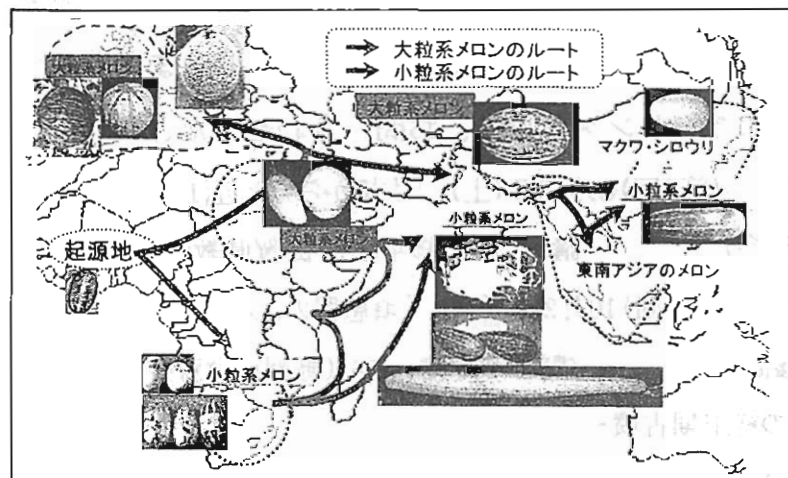 大粒系メロンのルート
小粒系メロンのルート
大粒系メロン
大粒系メロン
マクワ・シロウリ
小粒系メロン
大粒系メロン
小粒系メロン
起源地
東南アジアのメロン
小粒系メロン